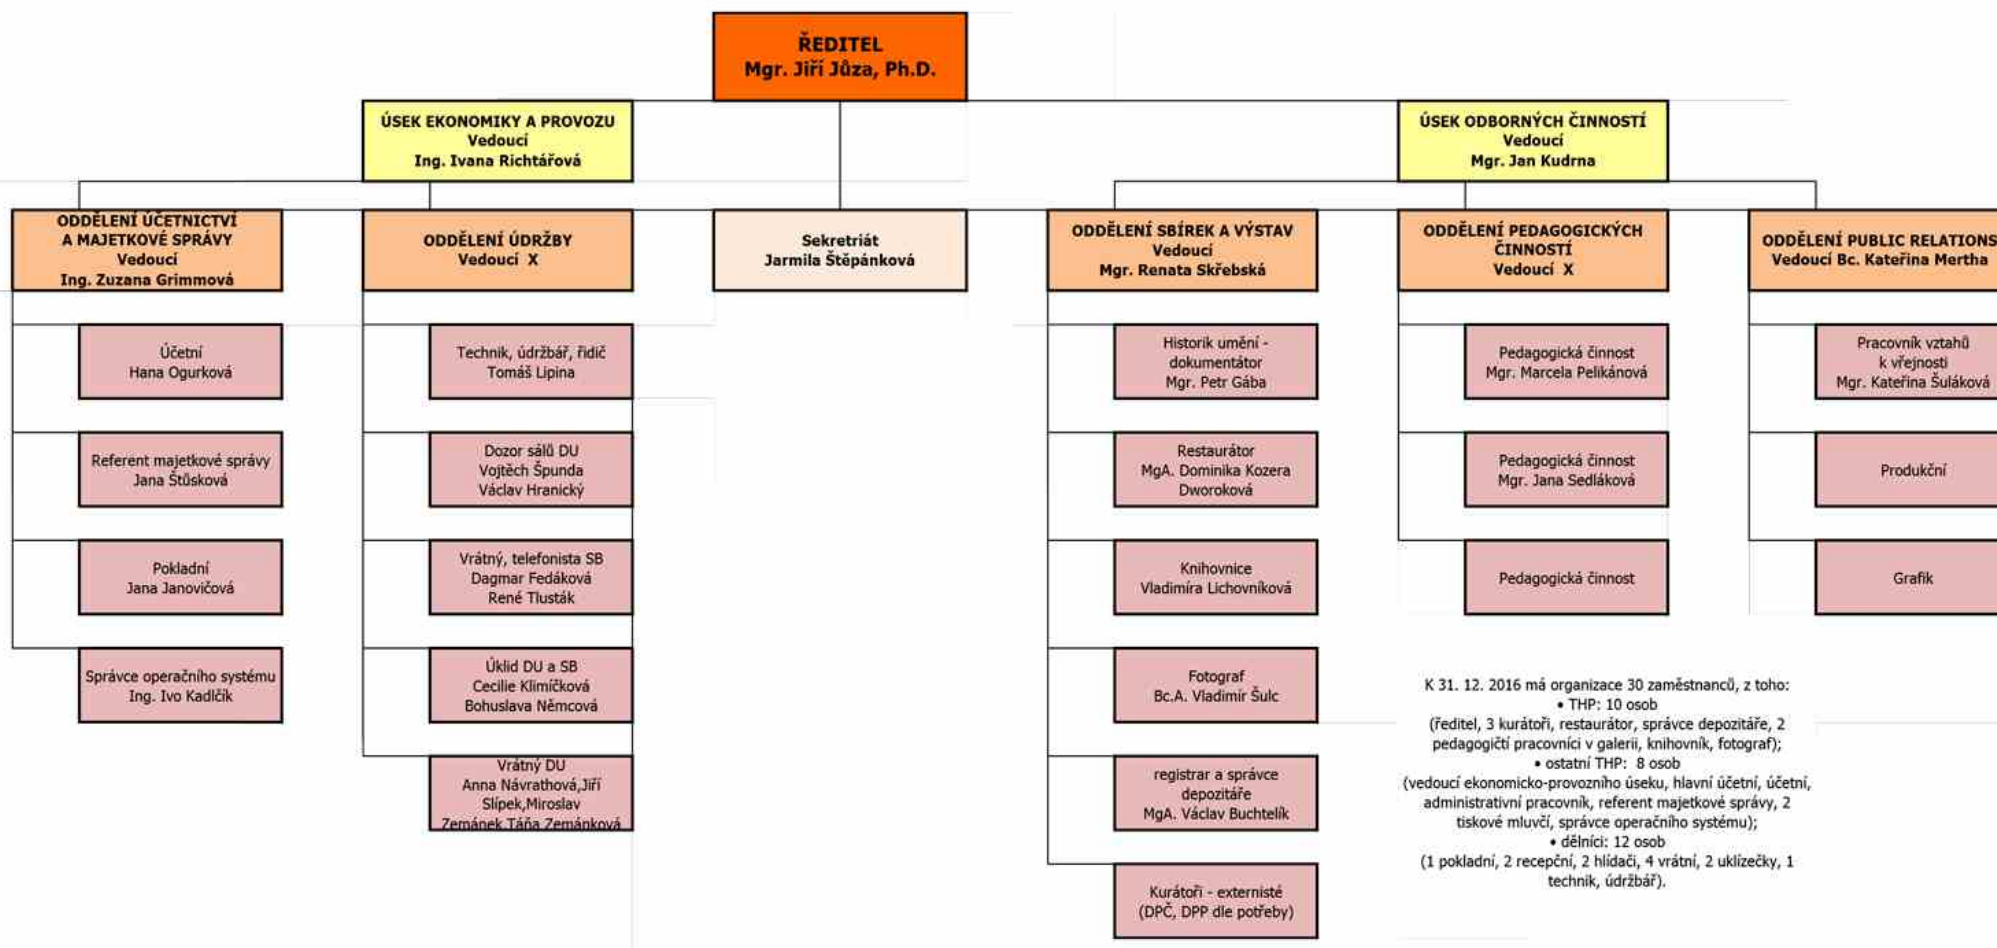 ŘEDITEL
Mgr. Jiří Jůza, Ph.D.
ÚSEK EKONOMIKY A PROVOZU
Vedoucí
Ing. Ivana Richtářová
ÚSEK ODBORNÝCH ČINNOSTÍ
Vedoucí
Mgr. Jan Kudrna
ODDĚLENÍ ÚČETNICTVÍ
A MAJETKOVÉ SPRÁVY
Vedoucí
Ing. Zuzana Grimmová
ODDĚLENÍ ÚDRŽBY
Vedoucí X
Sekretriát
Jarmila Štěpánková
ODDĚLENÍ SBÍREK A VÝSTAV
Vedoucí
Mgr. Renata Skřebská
ODDĚLENÍ PEDAGOGICKÝCH
ČINNOSTÍ
Vedoucí X
ODDĚLENÍ PUBLIC RELATIONS
Vedoucí Bc. Kateřina Mertha
Účetní
Hana Ogurková
Referent majetkové správy
Jana Štůsková
Pokladní
Jana Janovičová
Správce operačního systému
Ing. Ivo Kadlčík
Technik, údržbář, řidič
Tomáš Lipina
Dozor sálů DU
Vojtěch Špunda
Václav Hranický
Vrátný, telefonista SB
Dagmar Fedáková
René Tlusták
Úklid DU a SB
Cecilie Klimíčková
Bohuslava Němcová
Vrátný DU
Anna Návrathová,Jiří
Slípek,Miroslav
Zemánek,Táňa Zemánková
Historik umění -
dokumentátor
Mgr. Petr Gába
Restaurátor
MgA. Dominika Kozera
Dworoková
Knihovnice
Vladimíra Lichovníková
Fotograf
Bc.A. Vladimír Šulc
registrar a správce
depozitáře
MgA. Václav Buchtelík
Kurátoři - externisté
(DPČ, DPP dle potřeby)
Pedagogická činnost
Mgr. Marcela Pelikánová
Pedagogická činnost
Mgr. Jana Sedláková
Pedagogická činnost
Pracovník vztahů
k vřejnosti
Mgr. Kateřina Šuláková
Produkční
Grafik
K 31. 12. 2016 má organizace 30 zaměstnanců, z toho:
• THP: 10 osob
(ředitel, 3 kurátoři, restaurátor, správce depozitáře, 2
pedagogičtí pracovníci v galerii, knihovník, fotograf);
• ostatní THP: 8 osob
(vedoucí ekonomicko-provozního úseku, hlavní účetní, účetní,
administrativní pracovník, referent majetkové správy, 2
tiskové mluvčí, správce operačního systému);
• dělníci: 12 osob
(1 pokladní, 2 recepční, 2 hlídači, 4 vrátní, 2 uklízečky, 1
technik, údržbář).